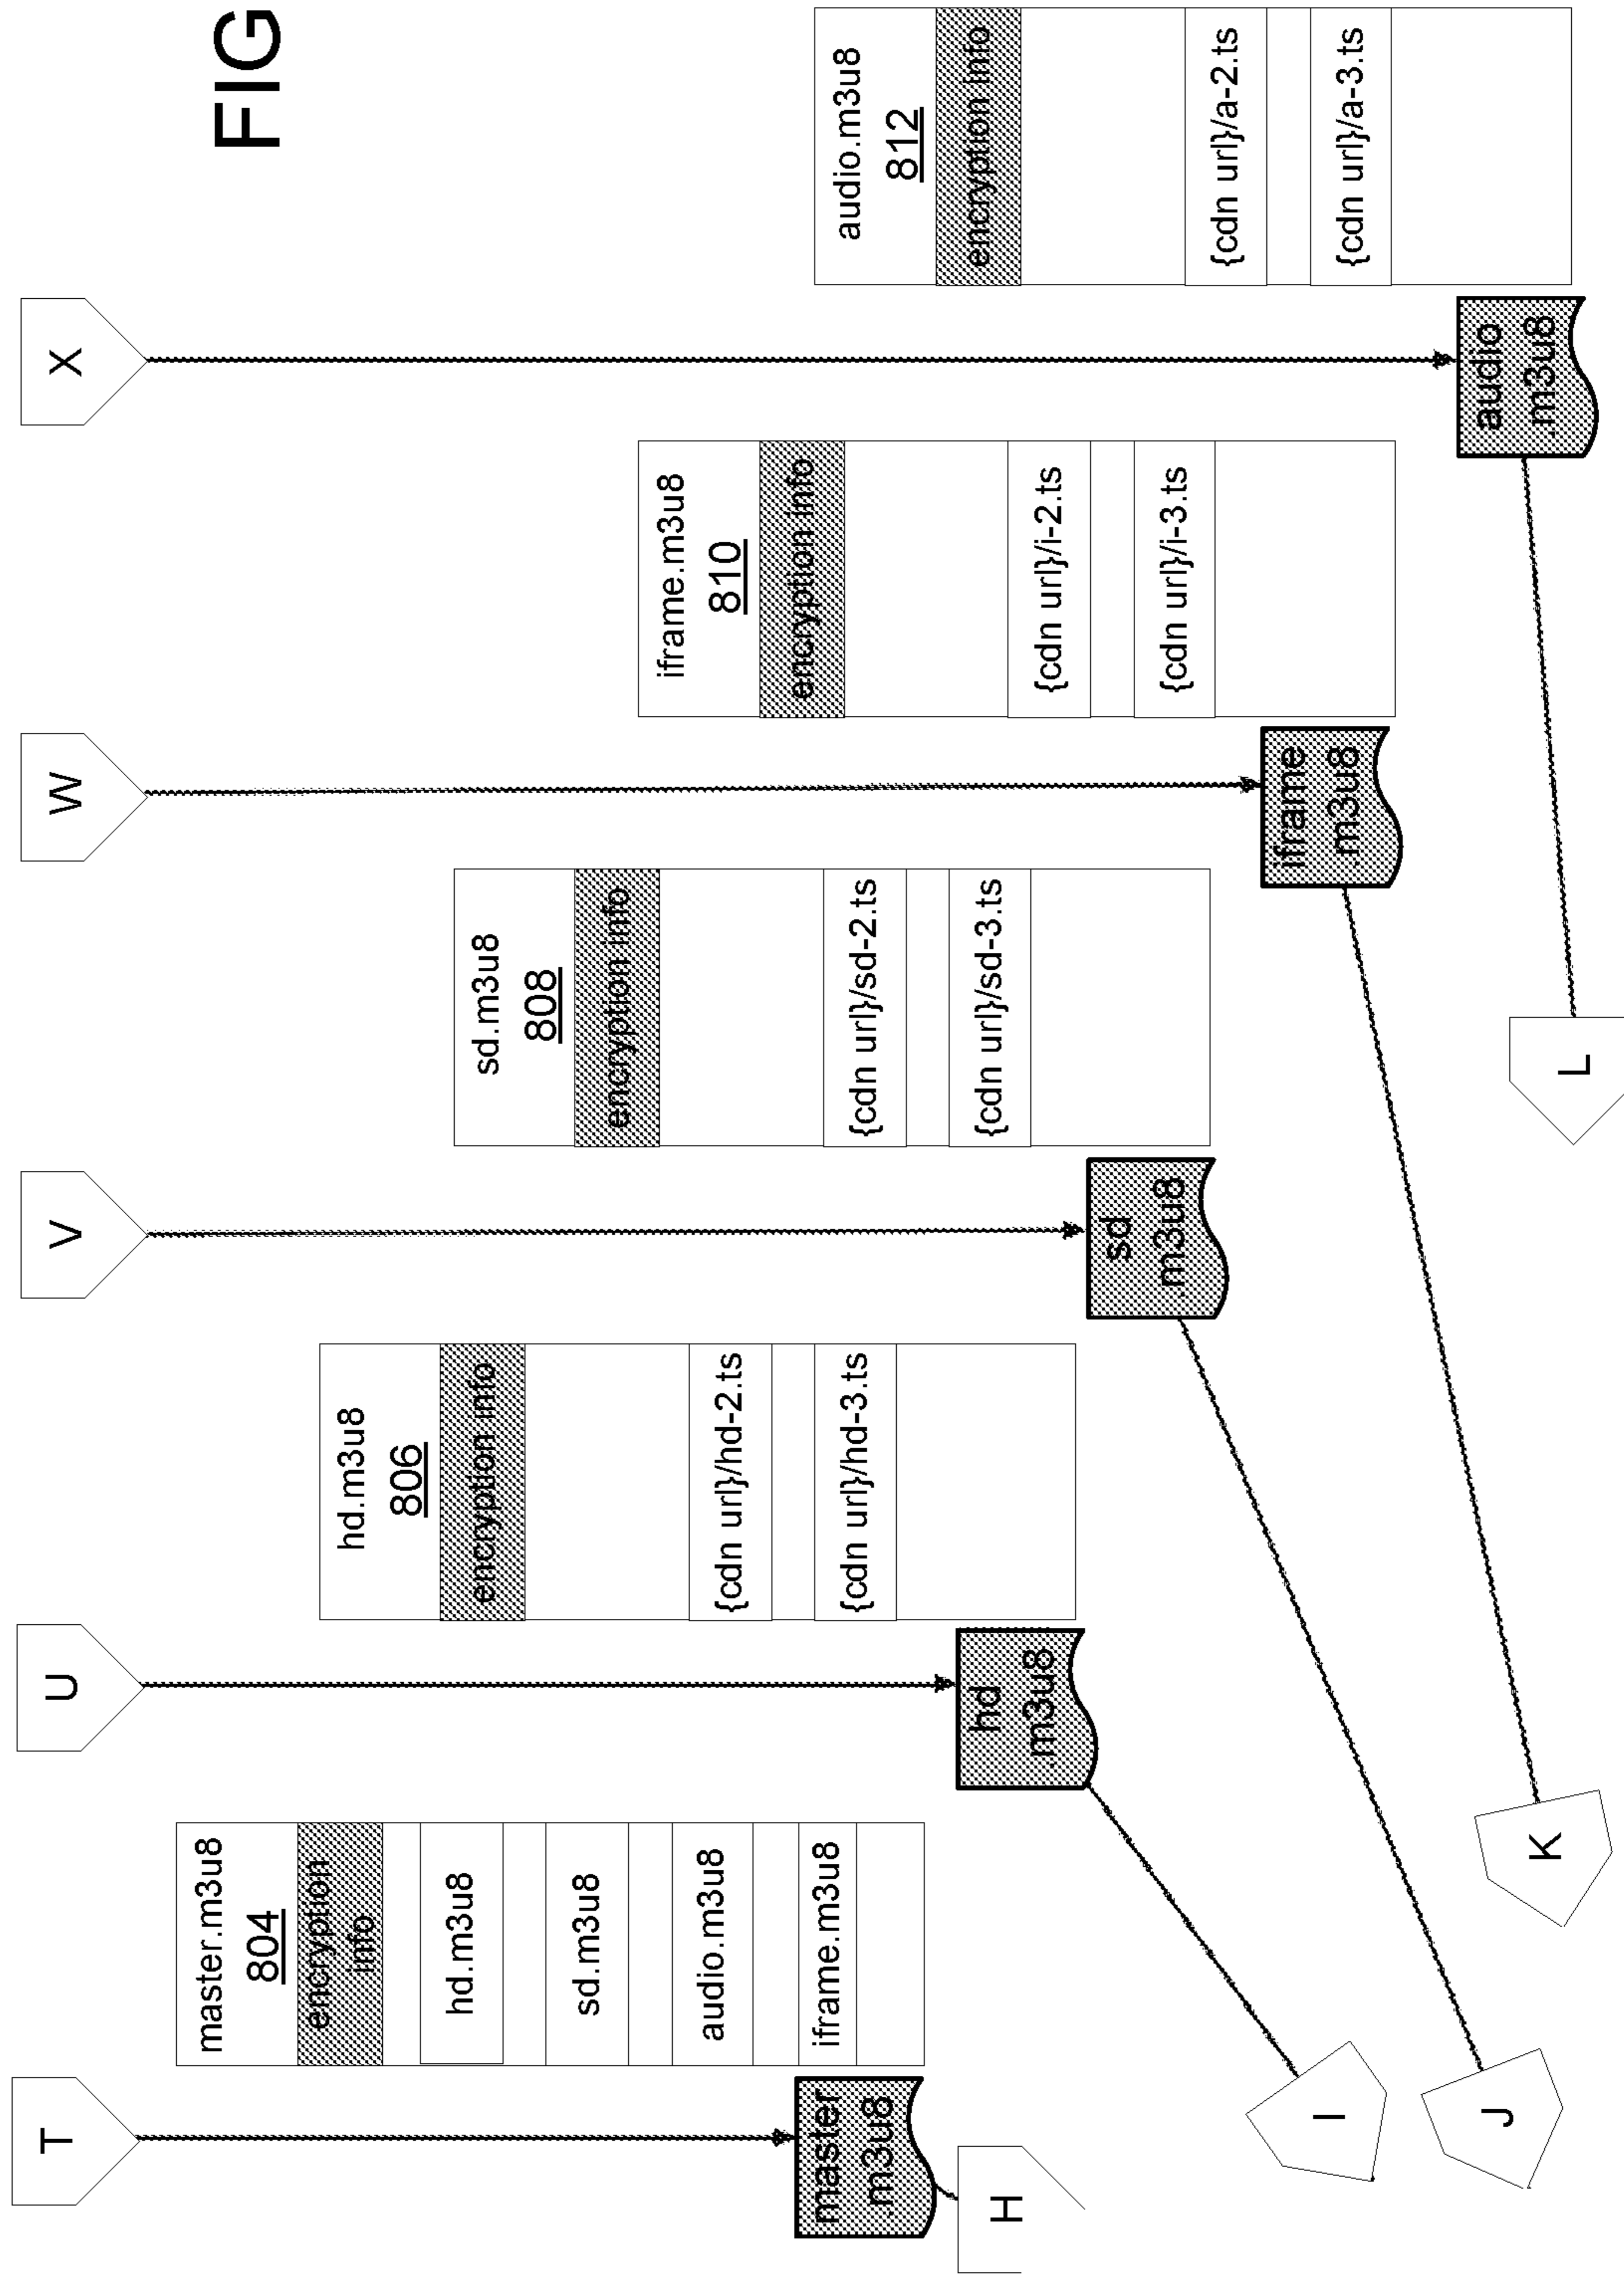 FIG
T
U
V
W
X
master.m3u8
804
encryption
info
hd.m3u8
sd.m3u8
audio.m3u8
iframe.m3u8
master
.m3u8
H
hd.m3u8
806
encryption info
{cdn url}/hd-2.ts
{cdn url}/hd-3.ts
hd
.m3u8
I
sd.m3u8
808
encryption info
{cdn url}/sd-2.ts
{cdn url}/sd-3.ts
sd
.m3u8
J
iframe.m3u8
810
encryption info
{cdn url}/i-2.ts
{cdn url}/i-3.ts
iframe
.m3u8
K
audio.m3u8
812
encryption info
{cdn url}/a-2.ts
{cdn url}/a-3.ts
audio
.m3u8
L